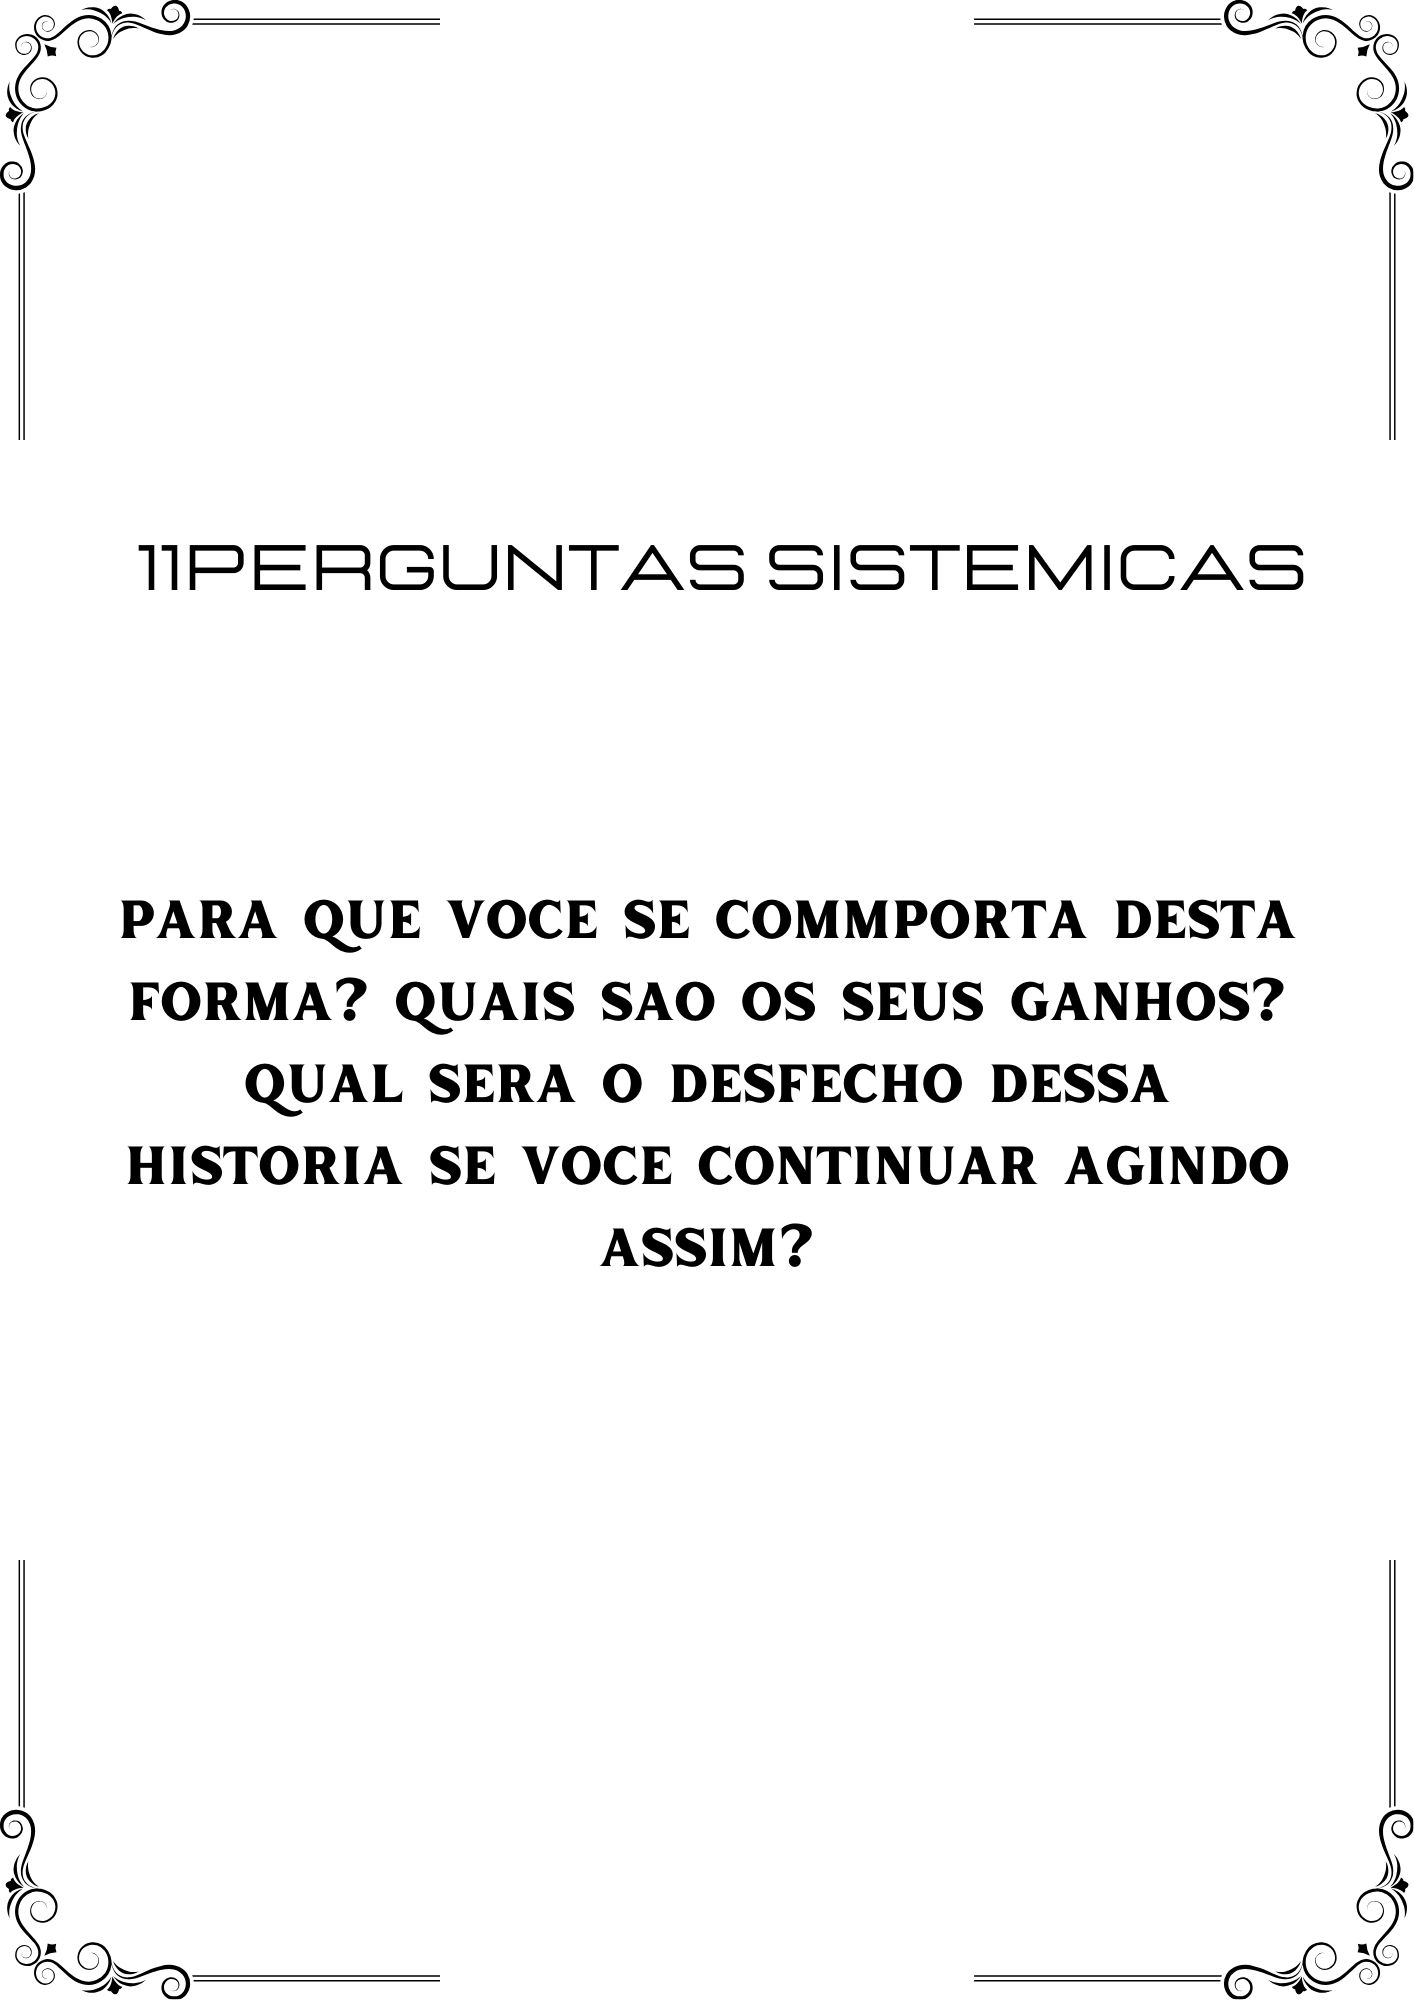 11PERGUNTAS SISTEMICAS
PARA QUE VOCE SE COMMPORTA DESTA
FORMA? QUAIS SAO OS SEUS GANHOS?
QUAL SERA O DESFECHO DESSA
HISTORIA SE VOCE CONTINUAR AGINDO
ASSIM?